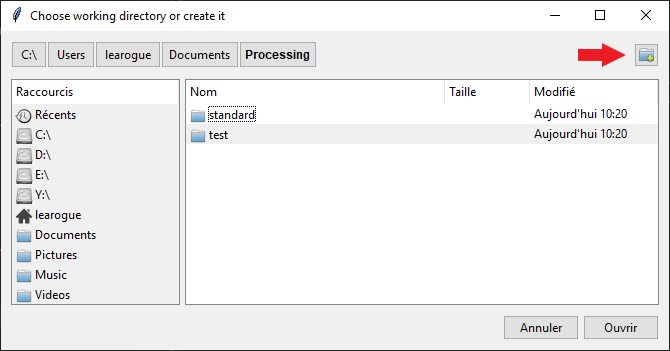 Choose working directory or create it
C:\ Users learogue Documents Processing
Raccourcis
Récents
C:\
D:\
E:\
Y:\
learogue
Documents
Pictures
Music
Videos
Nom Taille Modifié
standard Aujourd'hui 10:20
test Aujourd'hui 10:20
Annuler Ouvrir